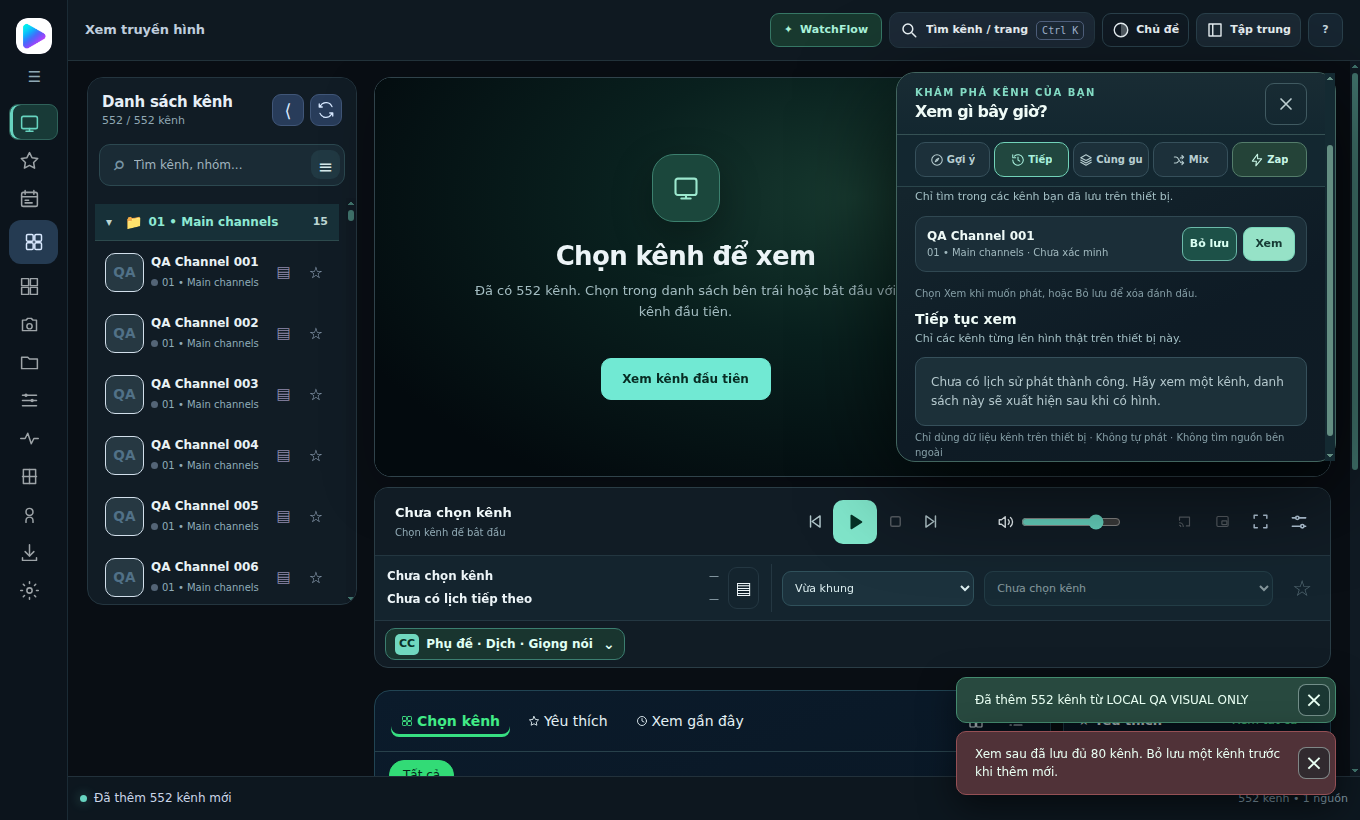 Xem truyền hình
✦ WatchFlow
Tìm kênh / trang Ctrl K
Chủ đề
Tập trung
?
Danh sách kênh
552 / 552 kênh
Tìm kênh, nhóm...
01 • Main channels 15
QA
QA Channel 001
01 • Main channels
QA
QA Channel 002
01 • Main channels
QA
QA Channel 003
01 • Main channels
QA
QA Channel 004
01 • Main channels
QA
QA Channel 005
01 • Main channels
QA
QA Channel 006
01 • Main channels
Chọn kênh để xem
Đã có 552 kênh. Chọn trong danh sách bên trái hoặc bắt đầu với
kênh đầu tiên.
Xem kênh đầu tiên
KHÁM PHÁ KÊNH CỦA BẠN
Xem gì bây giờ?
Gợi ý
Tiếp
Cùng gu
Mix
Zap
Chỉ tìm trong các kênh bạn đã lưu trên thiết bị.
QA Channel 001
01 • Main channels · Chưa xác minh
Bỏ lưu
Xem
Chọn Xem khi muốn phát, hoặc Bỏ lưu để xóa đánh dấu.
Tiếp tục xem
Chỉ các kênh từng lên hình thật trên thiết bị này.
Chưa có lịch sử phát thành công. Hãy xem một kênh, danh
sách này sẽ xuất hiện sau khi có hình.
Chỉ dùng dữ liệu kênh trên thiết bị · Không tự phát · Không tìm nguồn bên
ngoài
Chưa chọn kênh
Chọn kênh để bắt đầu
Chưa chọn kênh —
Chưa có lịch tiếp theo —
Vừa khung
Chưa chọn kênh
CC Phụ đề · Dịch · Giọng nói
Chọn kênh
Yêu thích
Xem gần đây
Tất cả
Đã thêm 552 kênh từ LOCAL QA VISUAL ONLY
Xem sau đã lưu đủ 80 kênh. Bỏ lưu một kênh trước
khi thêm mới.
Đã thêm 552 kênh mới
552 kênh • 1 nguồn